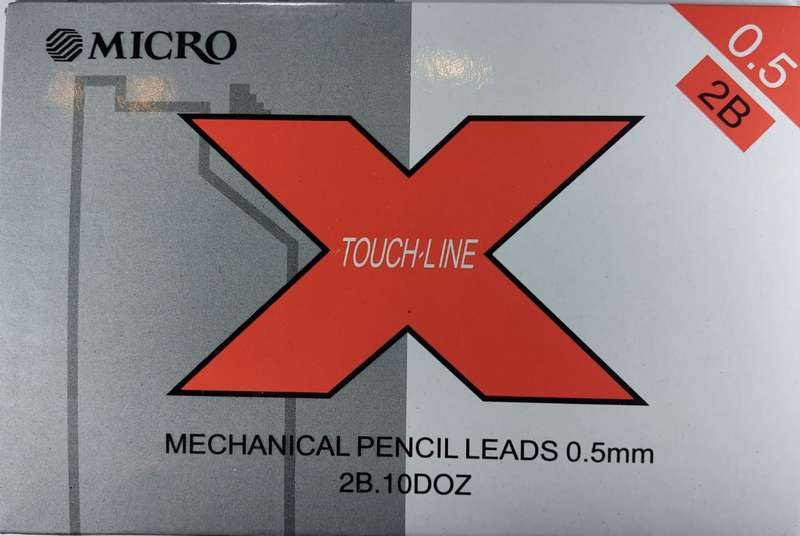 MICRO
0.5
2B
TOUCH-LINE
MECHANICAL PENCIL LEADS 0.5mm
2B.10DOZ